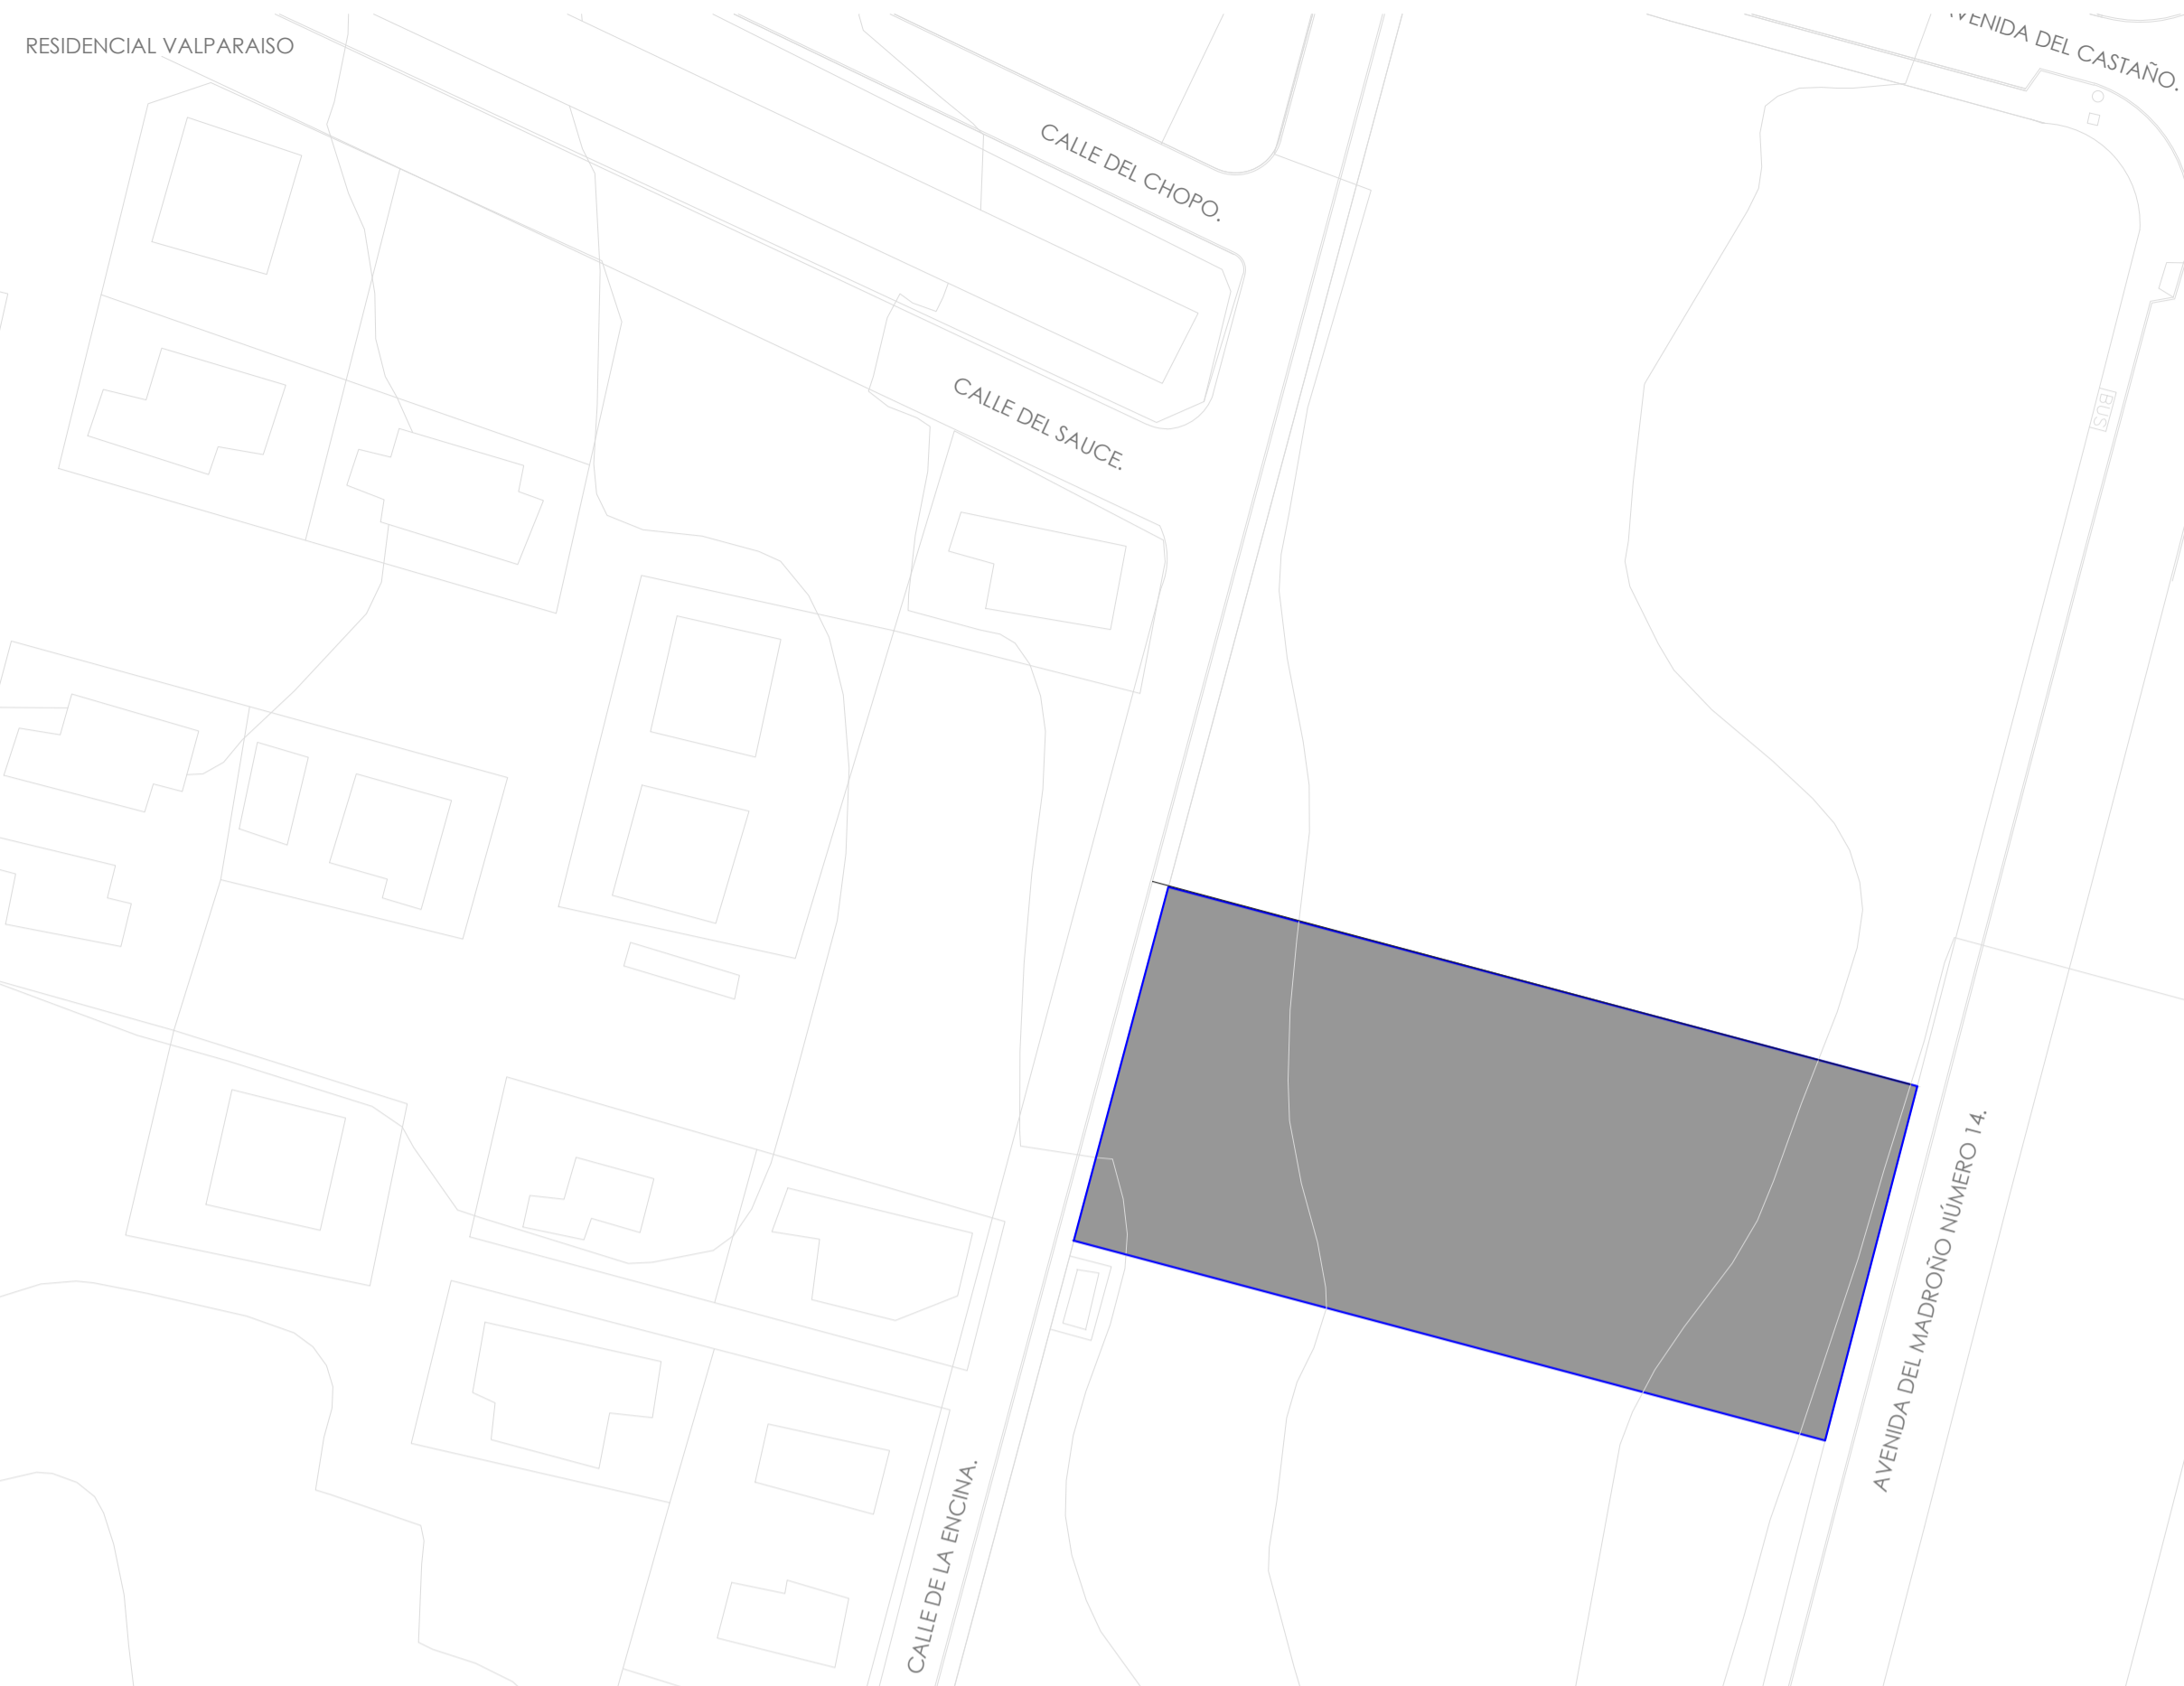 RESIDENCIAL VALPARAISO
VENIDA DEL CASTAÑO.
CALLE DEL CHOPO.
CALLE DEL SAUCE.
BUS
AVENIDA DEL MADROÑO NÚMERO 14.
CALLE DE LA ENCINA.